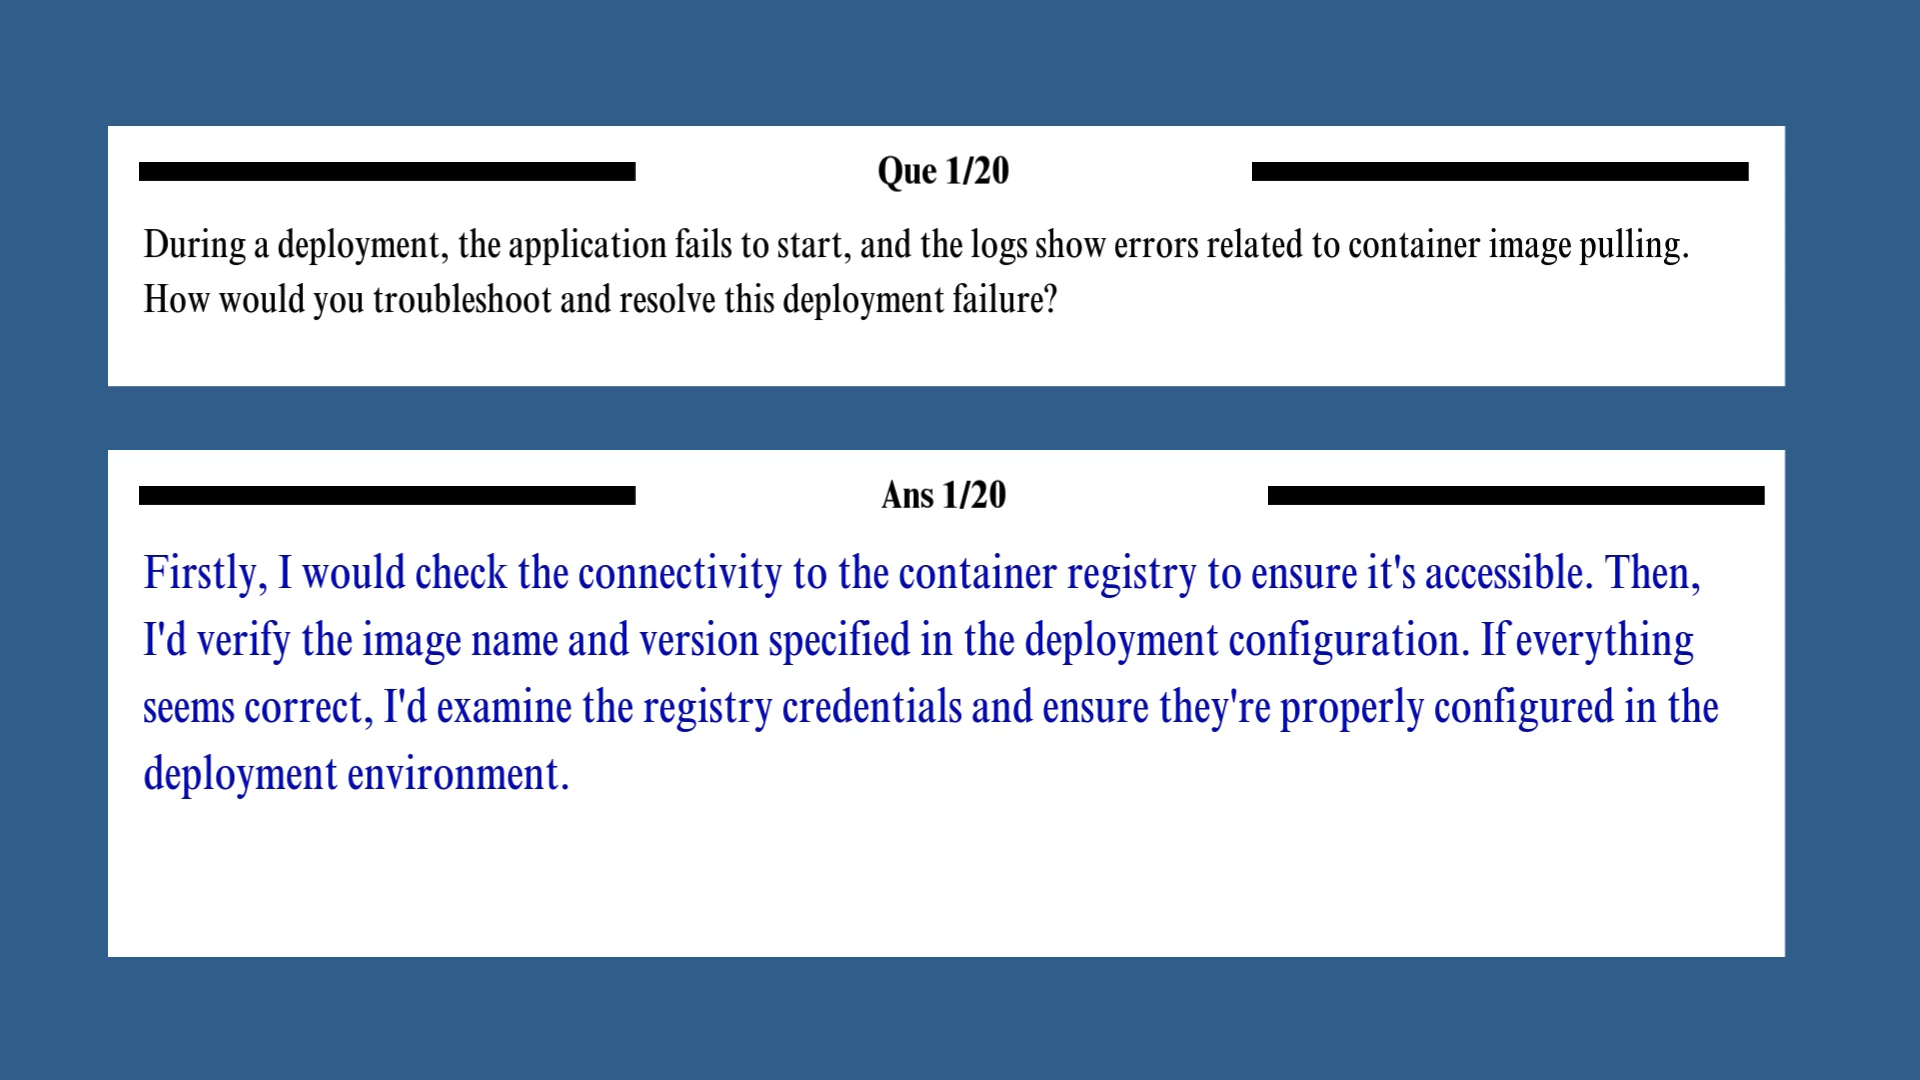 Que 1/20
During a deployment, the application fails to start, and the logs show errors related to container image pulling.
How would you troubleshoot and resolve this deployment failure?
Ans 1/20
Firstly, I would check the connectivity to the container registry to ensure it's accessible. Then,
I'd verify the image name and version specified in the deployment configuration. If everything
seems correct, I'd examine the registry credentials and ensure they're properly configured in the
deployment environment.